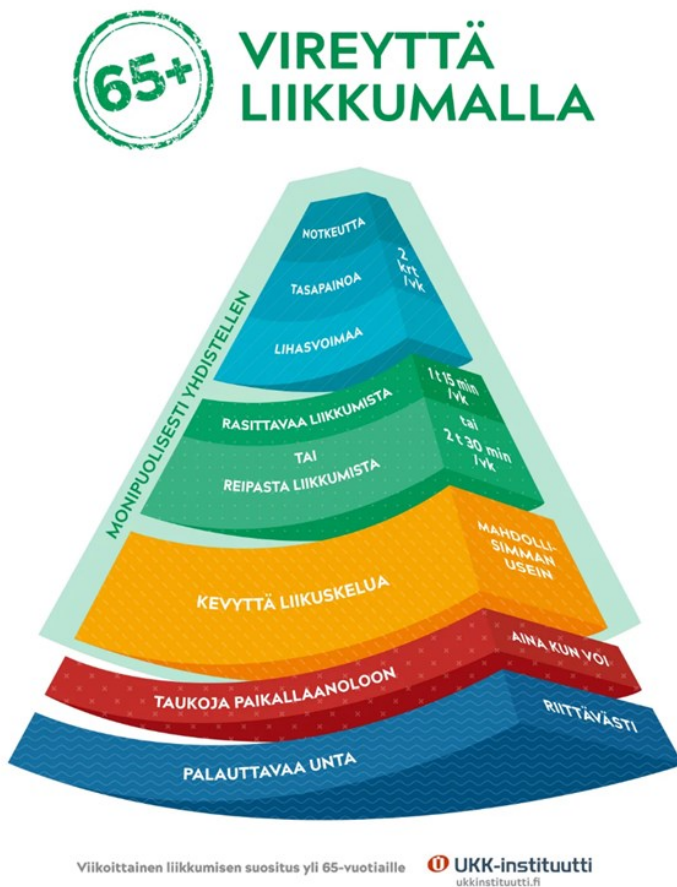 65+
VIREYTTÄ
LIIKKUMALLA
MONIPUOLISESTI YHDISTELLEN
NOTKEUTTA
TASAPAINOA
LIHASVOIMAA
2
krt
/vk
RASITTAVAA LIIKKUMISTA
TAI
REIPASTA LIIKKUMISTA
1 t 15 min
/vk
tai
2 t 30 min
/vk
KEVYTTÄ LIIKUSKELUA
MAHDOLLI-
SIMMAN
USEIN
TAUKOJA PAIKALLAANOLOON
AINA KUN VOI
PALAUTTAVAA UNTA
RIITTÄVÄSTI
Viikoittainen liikkumisen suositus yli 65-vuotiaille
UKK-instituutti
ukkinstituutti.fi